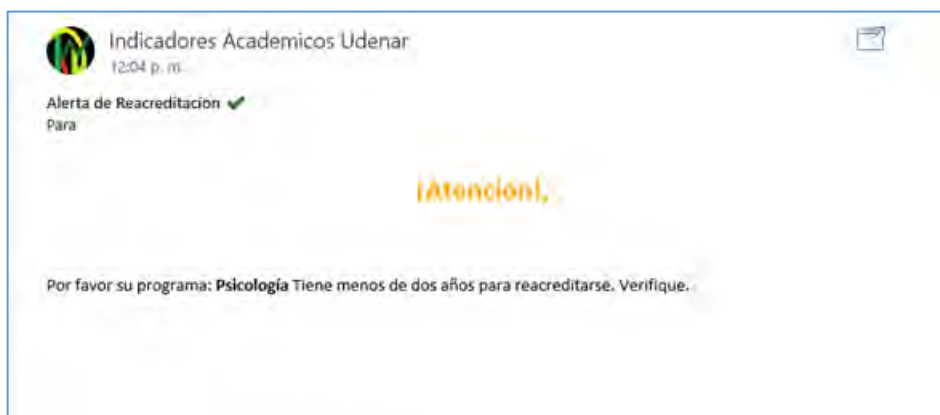 Indicadores Academicos Udenar
12:04 p. m.
Alerta de Reacreditacion ✔
Para
¡Atencion!,
Por favor su programa: Psicología Tiene menos de dos años para reacreditarse. Verifique.